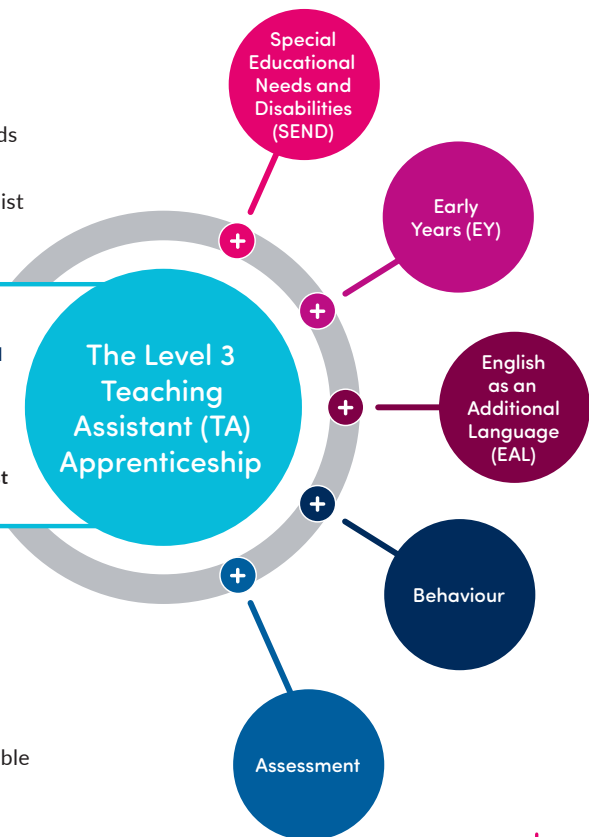 Special
Educational
Needs and
Disabilities
(SEND)
Early
Years (EY)
The Level 3
Teaching
Assistant (TA)
Apprenticeship
English
as an
Additional
Language
(EAL)
Behaviour
Assessment